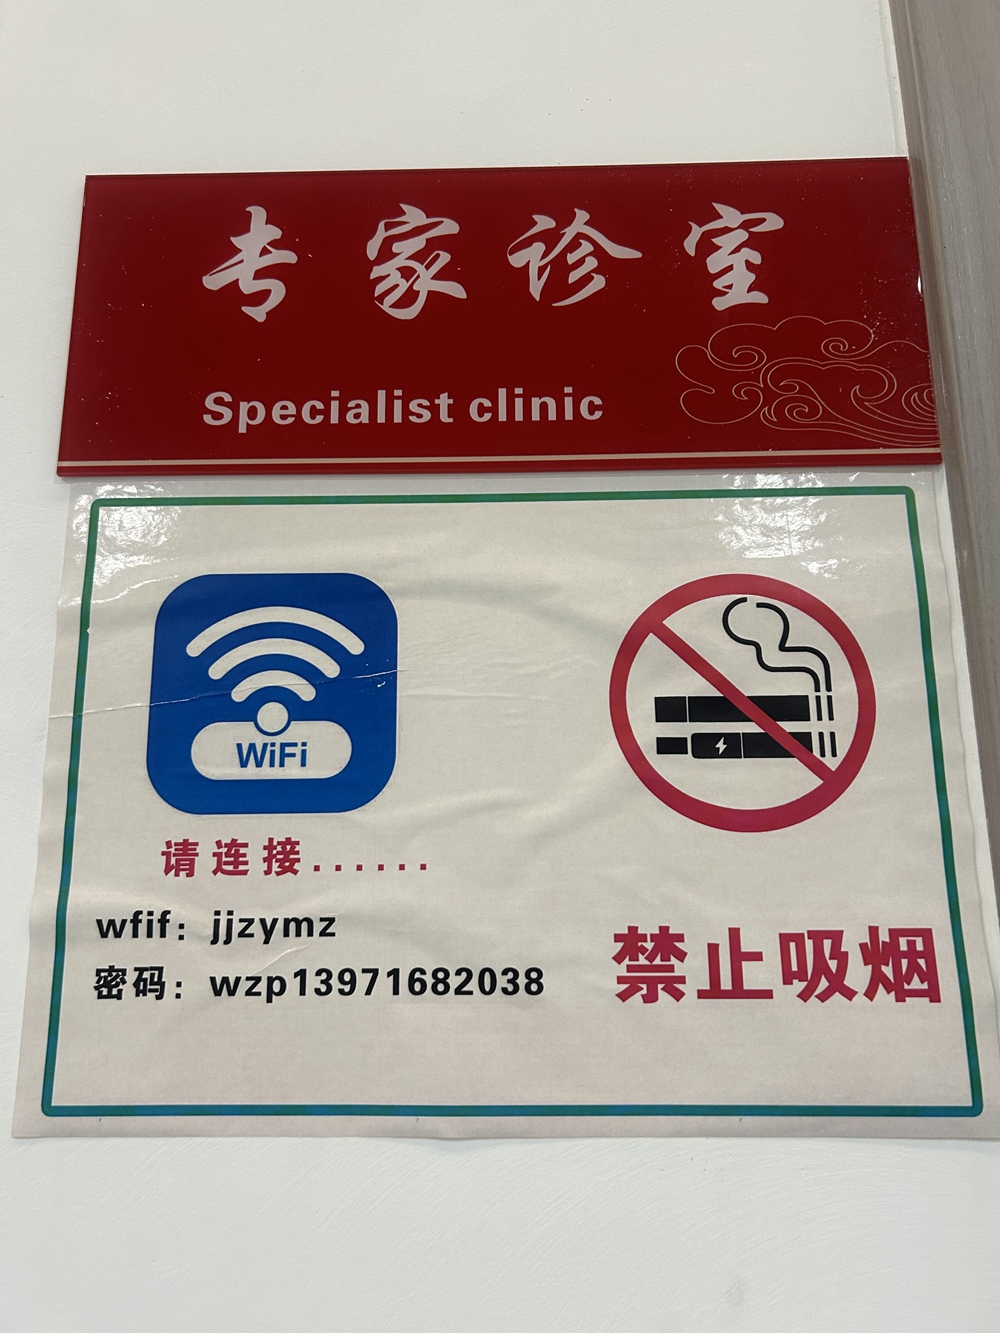 专家诊室
Specialist clinic
WiFi
请连接......
wfif：jjzymz
密码：wzp13971682038
禁止吸烟